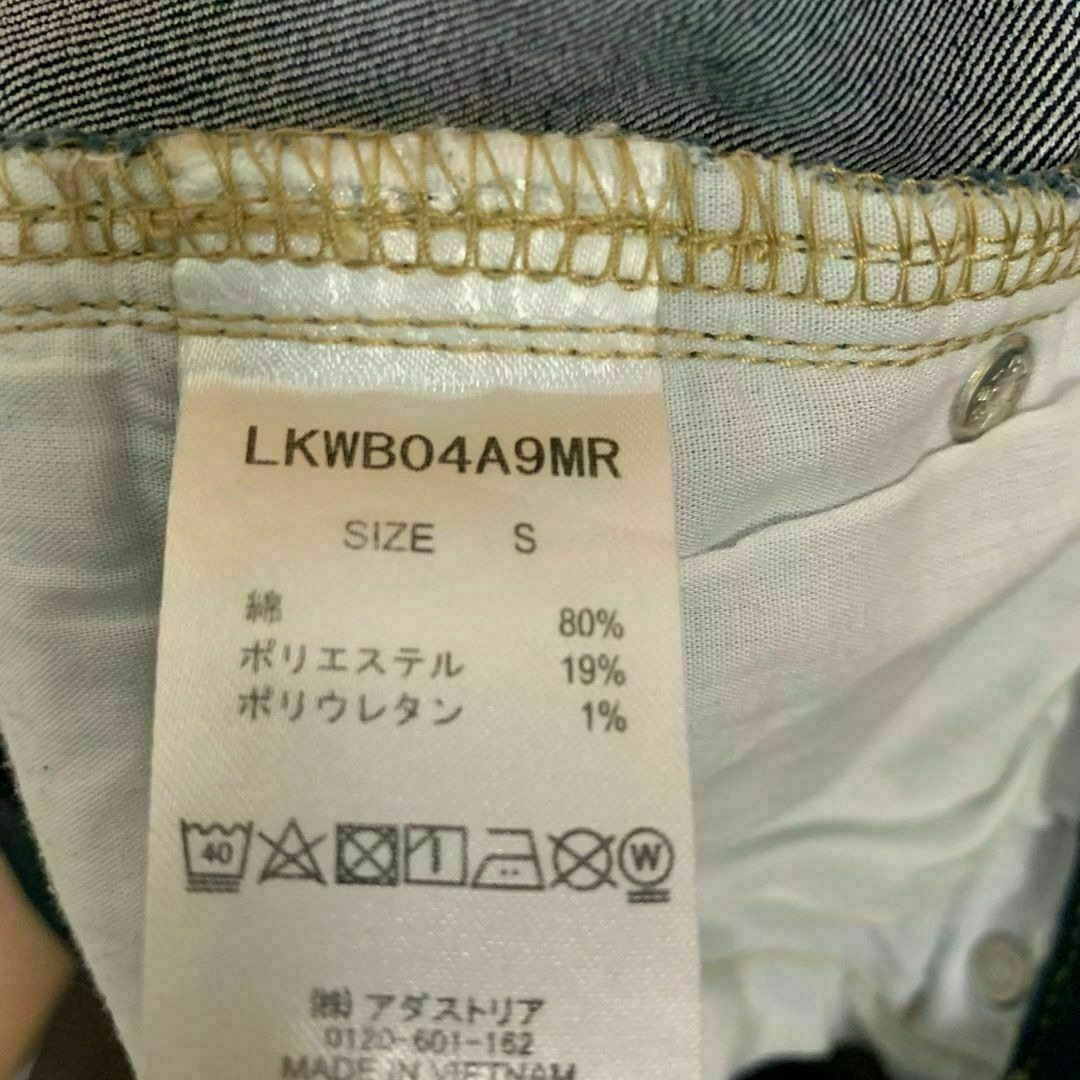 LKWB04A9MR
SIZE S
綿 80%
ポリエステル 19%
ポリウレタン 1%
40 W
㈱ アダストリア
0120-601-162
MADE IN VIETNAM